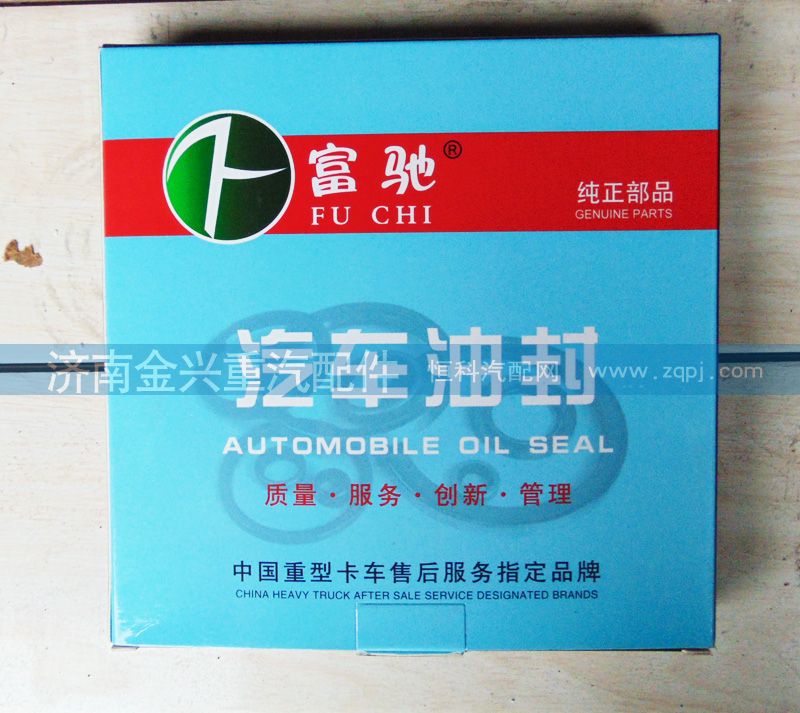 富驰®
FU CHI
纯正部品
GENUINE PARTS
汽车油封
济南金兴重汽配件 恒科汽配网 www.zqpj.com
AUTOMOBILE OIL SEAL
质量·服务·创新·管理
中国重型卡车售后服务指定品牌
CHINA HEAVY TRUCK AFTER SALE SERVICE DESIGNATED BRANDS